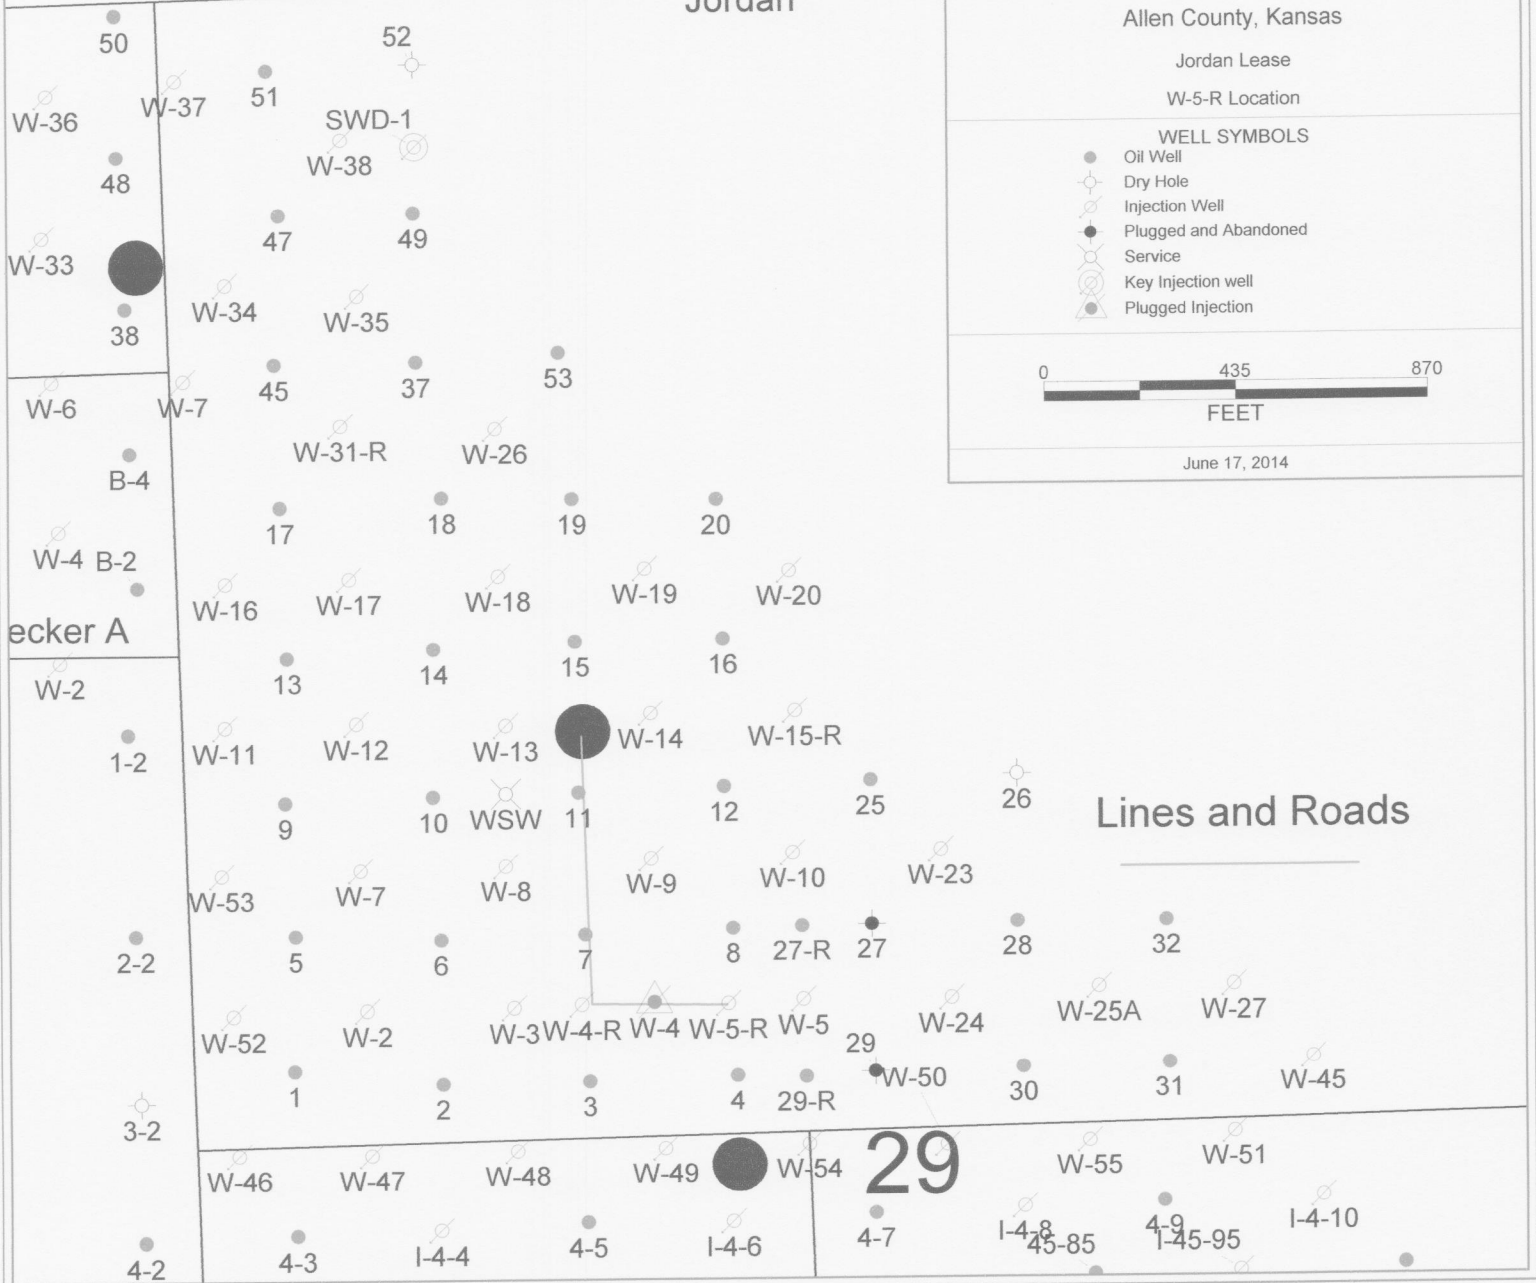 Jordan
Allen County, Kansas
Jordan Lease
W-5-R Location
WELL SYMBOLS
Oil Well
Dry Hole
Injection Well
Plugged and Abandoned
Service
Key Injection well
Plugged Injection
0 435 870
FEET
June 17, 2014
50
52
51
W-36
W-37
SWD-1
W-38
48
47
49
W-33
W-34
W-35
38
45
37
53
W-6
W-7
W-31-R
W-26
B-4
17
18
19
20
W-4
B-2
W-16
W-17
W-18
W-19
W-20
ecker A
13
14
15
16
W-2
W-11
W-12
W-13
W-14
W-15-R
1-2
9
10
WSW
11
12
25
26
Lines and Roads
W-53
W-7
W-8
W-9
W-10
W-23
2-2
5
6
7
8
27-R
27
28
32
W-52
W-2
W-3
W-4-R
W-4
W-5-R
W-5
W-24
W-25A
W-27
29
W-50
1
2
3
4
29-R
30
31
W-45
3-2
W-46
W-47
W-48
W-49
W-54
29
W-55
W-51
4-2
4-3
I-4-4
4-5
I-4-6
4-7
I-4-8
45-85
4-9
I-45-95
I-4-10